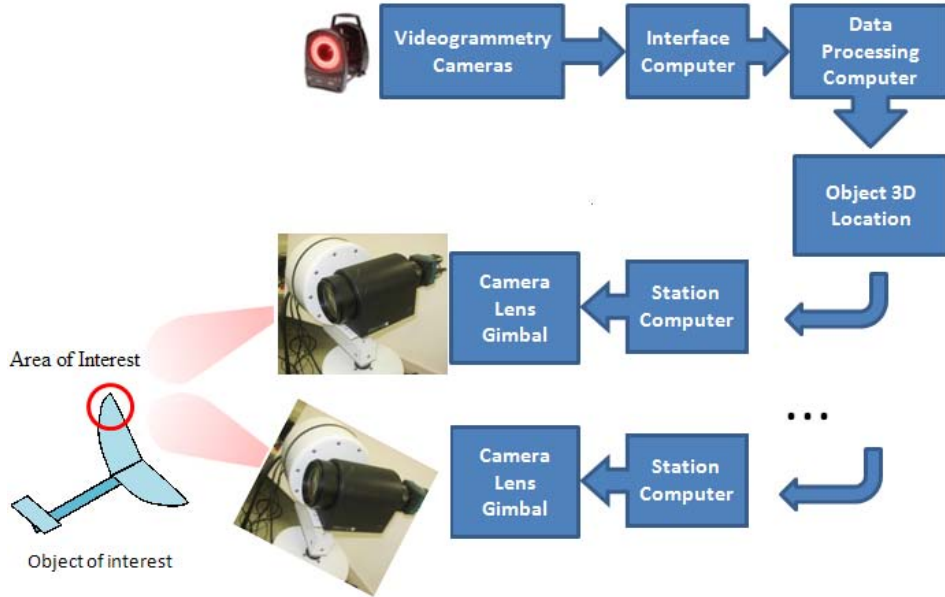 Videogrammetry
Cameras
Interface
Computer
Data
Processing
Computer
Object 3D
Location
Camera
Lens
Gimbal
Station
Computer
Area of Interest
...
Camera
Lens
Gimbal
Station
Computer
Object of interest